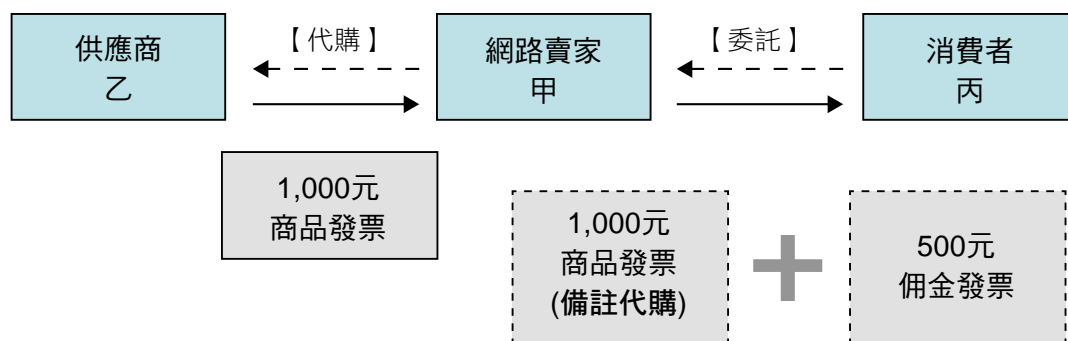 供應商
乙
【代購】
網路賣家
甲
【委託】
消費者
丙
1,000元
商品發票
1,000元
商品發票
(備註代購)
500元
佣金發票